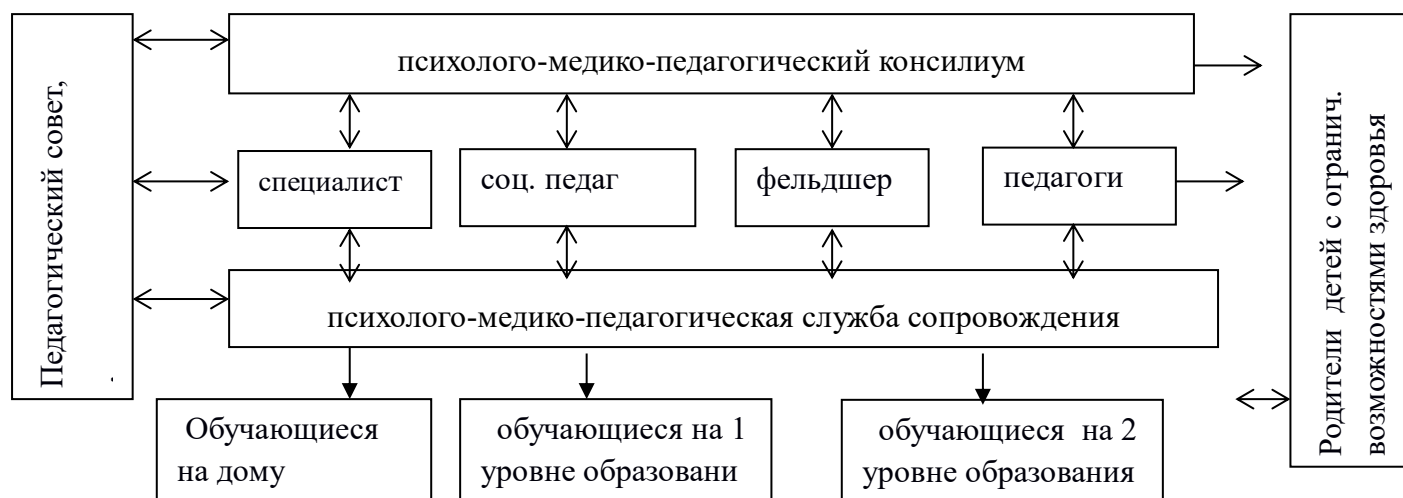 Педагогический совет,
психолого-медико-педагогический консилиум
специалист
соц. педаг
фельдшер
педагоги
психолого-медико-педагогическая служба сопровождения
Обучающиеся
на дому
обучающиеся на 1
уровне образовани
обучающиеся на 2
уровне образования
Родители детей с огранич.
возможностями здоровья